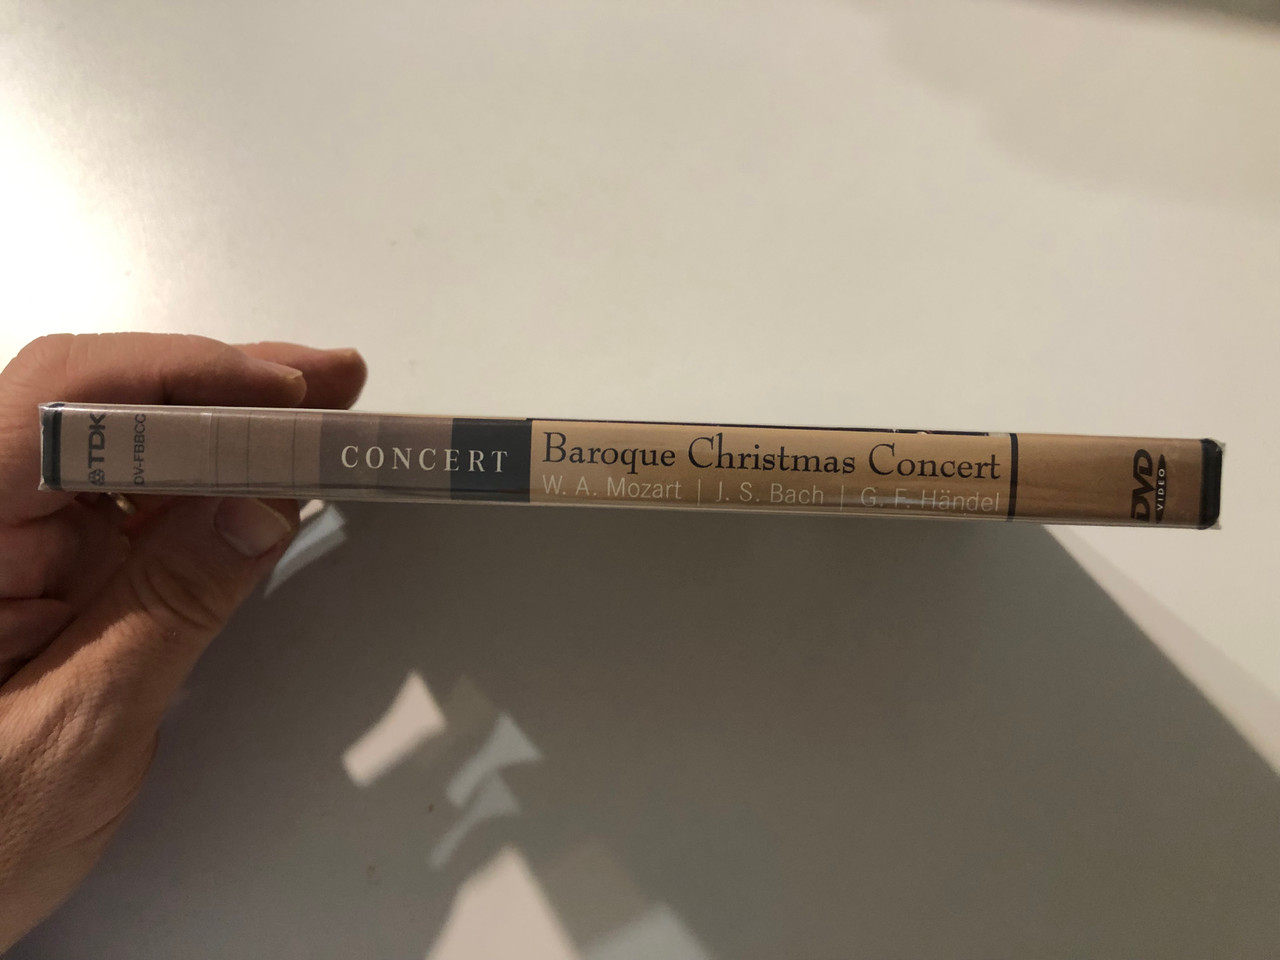 TDK
DV-FBBCC
CONCERT
Baroque Christmas Concert
W. A. Mozart | J. S. Bach | G. F. Händel
DVD
VIDEO